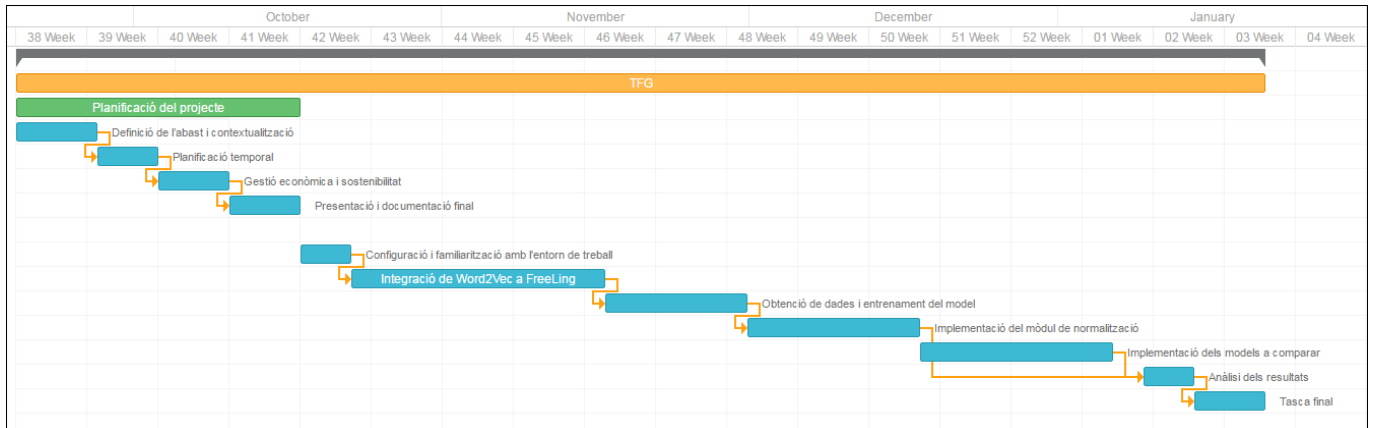 October November December January
38 Week 39 Week 40 Week 41 Week 42 Week 43 Week 44 Week 45 Week 46 Week 47 Week 48 Week 49 Week 50 Week 51 Week 52 Week 01 Week 02 Week 03 Week 04 Week
TFG
Planificació del projecte
Definició de l'abast i contextualització
Planificació temporal
Gestió econòmica i sostenibilitat
Presentació i documentació final
Configuració i familiarització amb l'entorn de treball
Integració de Word2Vec a FreeLing
Obtenció de dades i entrenament del model
Implementació del mòdul de normalització
Implementació dels models a comparar
Anàlisi dels resultats
Tasca final